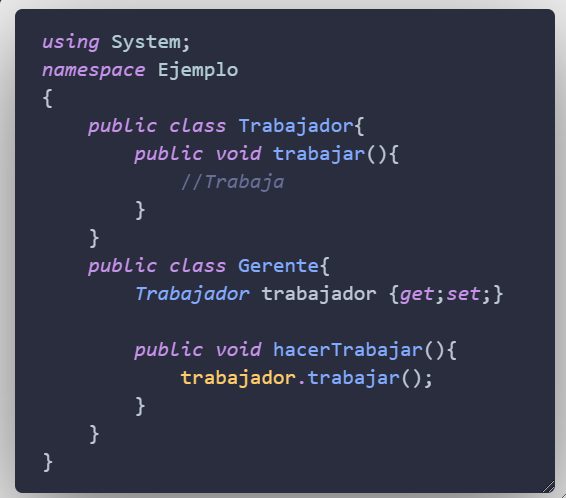 using System;
namespace Ejemplo
{
    public class Trabajador{
        public void trabajar(){
            //Trabaja
        }
    }
    public class Gerente{
        Trabajador trabajador {get;set;}

        public void hacerTrabajar(){
            trabajador.trabajar();
        }
    }
}